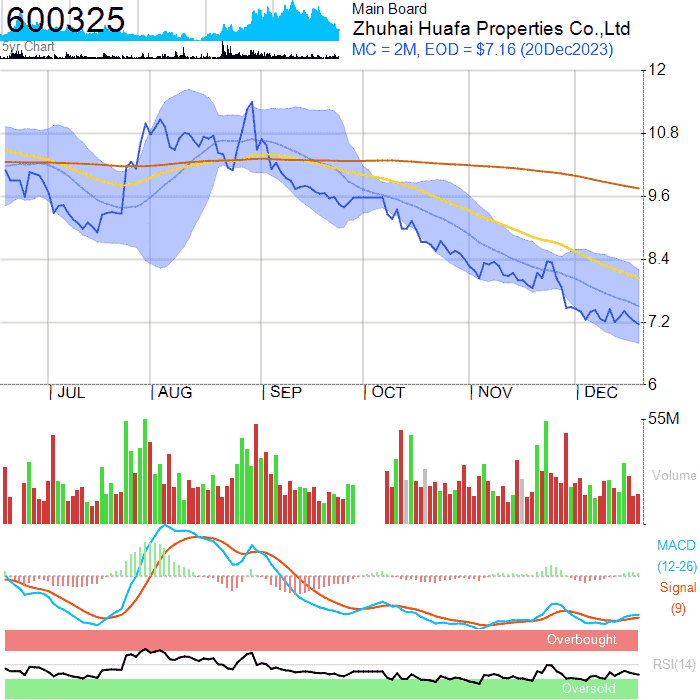 600325
5yr Chart
Main Board
Zhuhai Huafa Properties Co.,Ltd
MC = 2M, EOD = $7.16 (20Dec2023)
12
10.8
9.6
8.4
7.2
6
JUL AUG SEP OCT NOV DEC
55M
Volume
MACD
(12-26)
Signal
(9)
Overbought
RSI(14)
Oversold